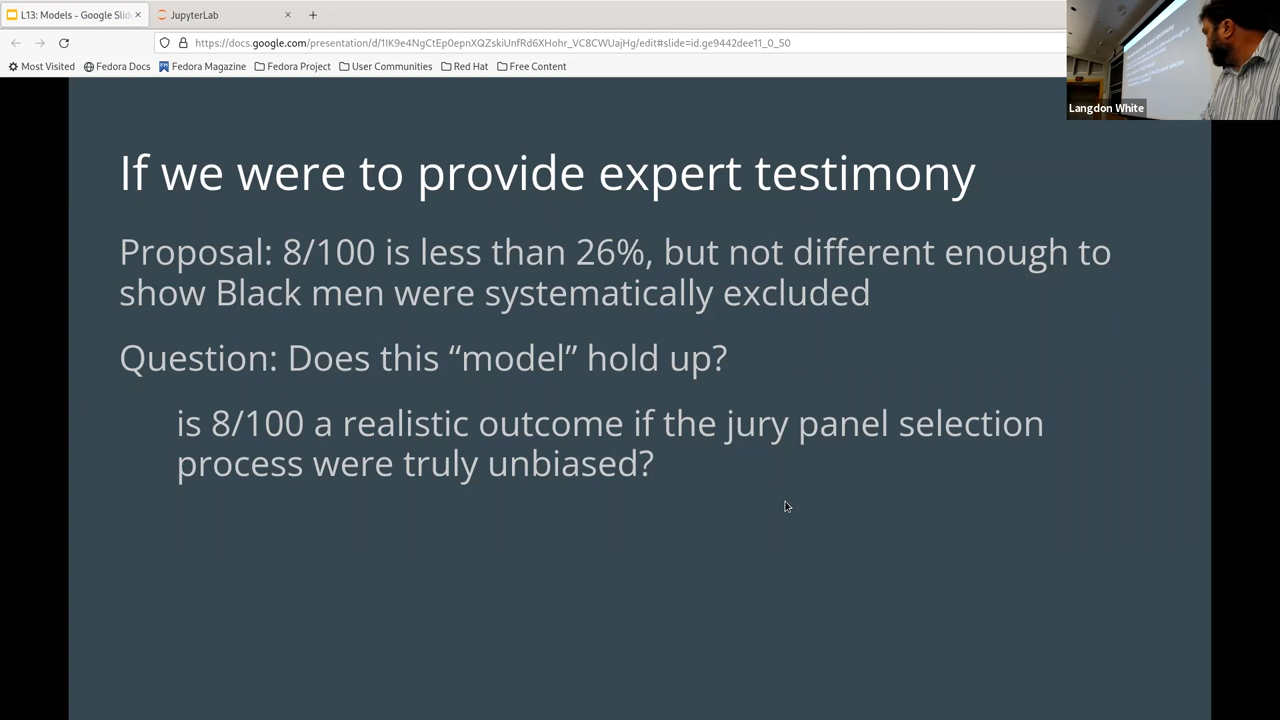 L13: Models - Google Slid
JupyterLab
https://docs.google.com/presentation/d/1IK9e4NgCtEp0epnXQZskiUnfRd6XHohr_VC8CWUajHg/edit#slide=id.ge9442dee11_0_50
Most Visited Fedora Docs Fedora Magazine Fedora Project User Communities Red Hat Free Content
Langdon White
If we were to provide expert testimony
Proposal: 8/100 is less than 26%, but not different enough to
show Black men were systematically excluded
Question: Does this “model” hold up?
is 8/100 a realistic outcome if the jury panel selection
process were truly unbiased?